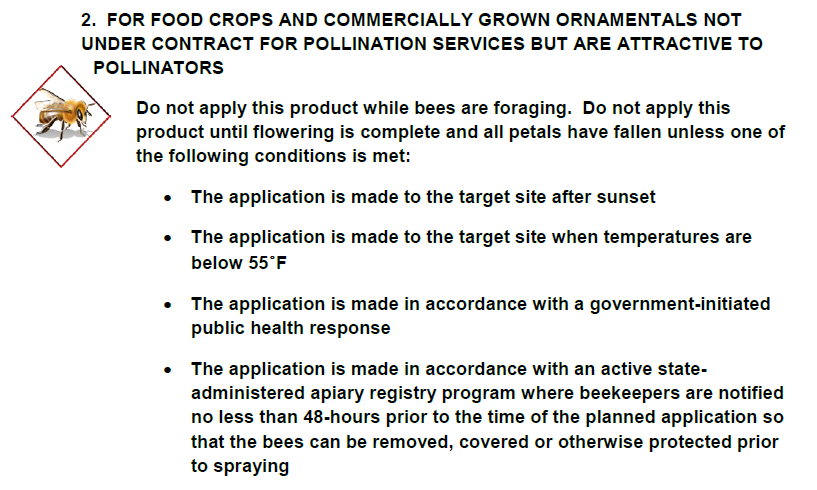 2. FOR FOOD CROPS AND COMMERCIALLY GROWN ORNAMENTALS NOT
UNDER CONTRACT FOR POLLINATION SERVICES BUT ARE ATTRACTIVE TO
POLLINATORS
Do not apply this product while bees are foraging. Do not apply this
product until flowering is complete and all petals have fallen unless one of
the following conditions is met:
• The application is made to the target site after sunset
• The application is made to the target site when temperatures are
below 55˚F
• The application is made in accordance with a government-initiated
public health response
• The application is made in accordance with an active state-
administered apiary registry program where beekeepers are notified
no less than 48-hours prior to the time of the planned application so
that the bees can be removed, covered or otherwise protected prior
to spraying